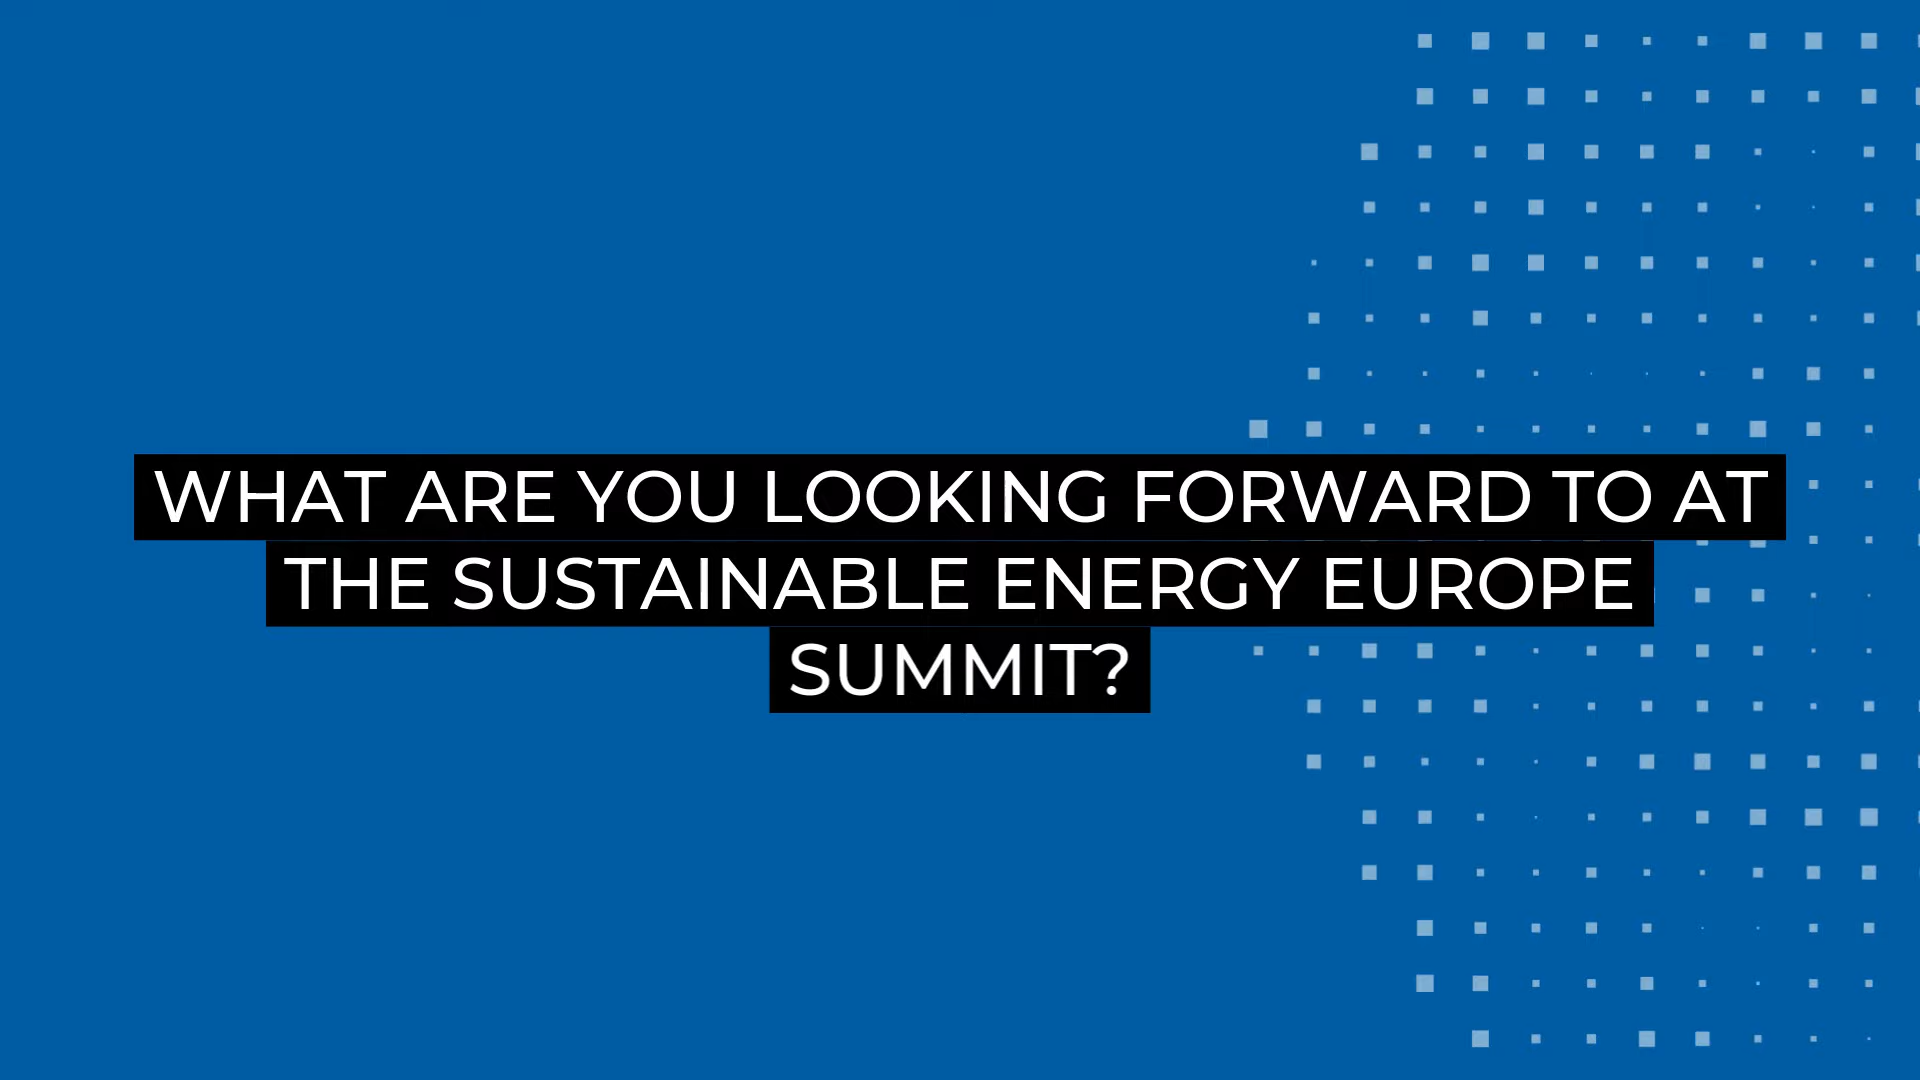 WHAT ARE YOU LOOKING FORWARD TO AT
THE SUSTAINABLE ENERGY EUROPE
SUMMIT?